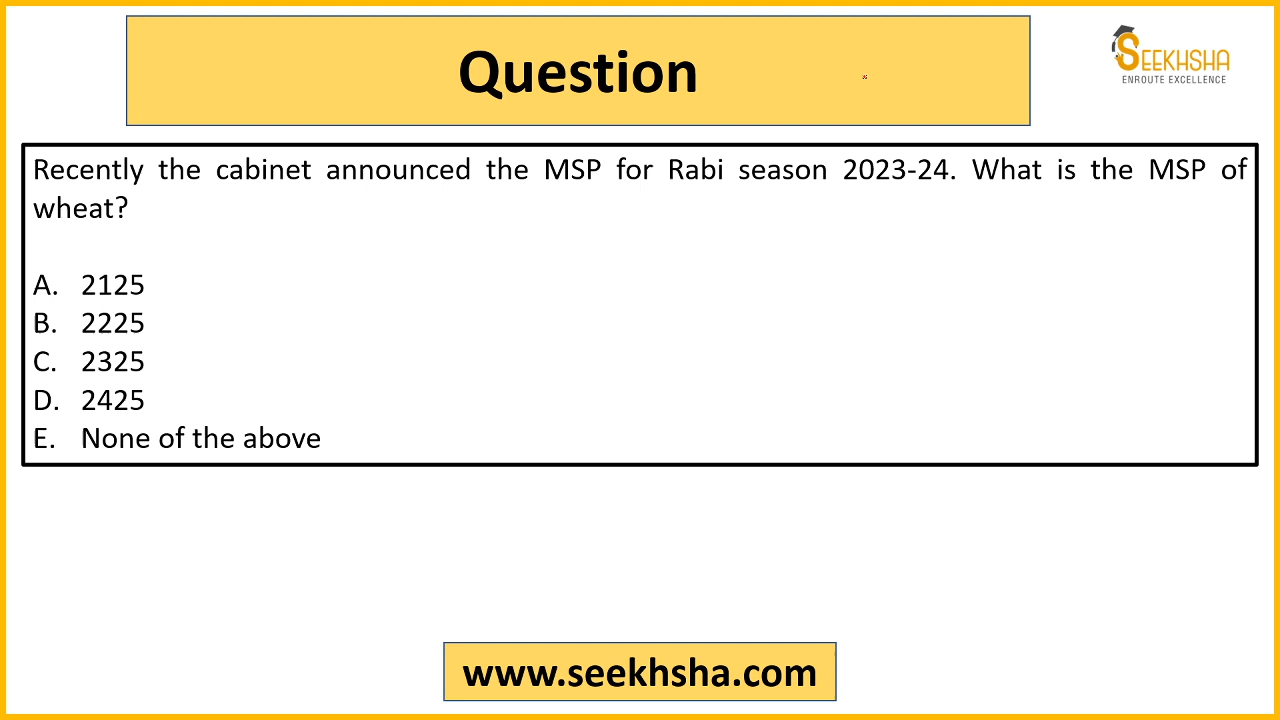 Question
SEEKHSHA
ENROUTE EXCELLENCE
Recently the cabinet announced the MSP for Rabi season 2023-24. What is the MSP of
wheat?
A. 2125
B. 2225
C. 2325
D. 2425
E. None of the above
www.seekhsha.com